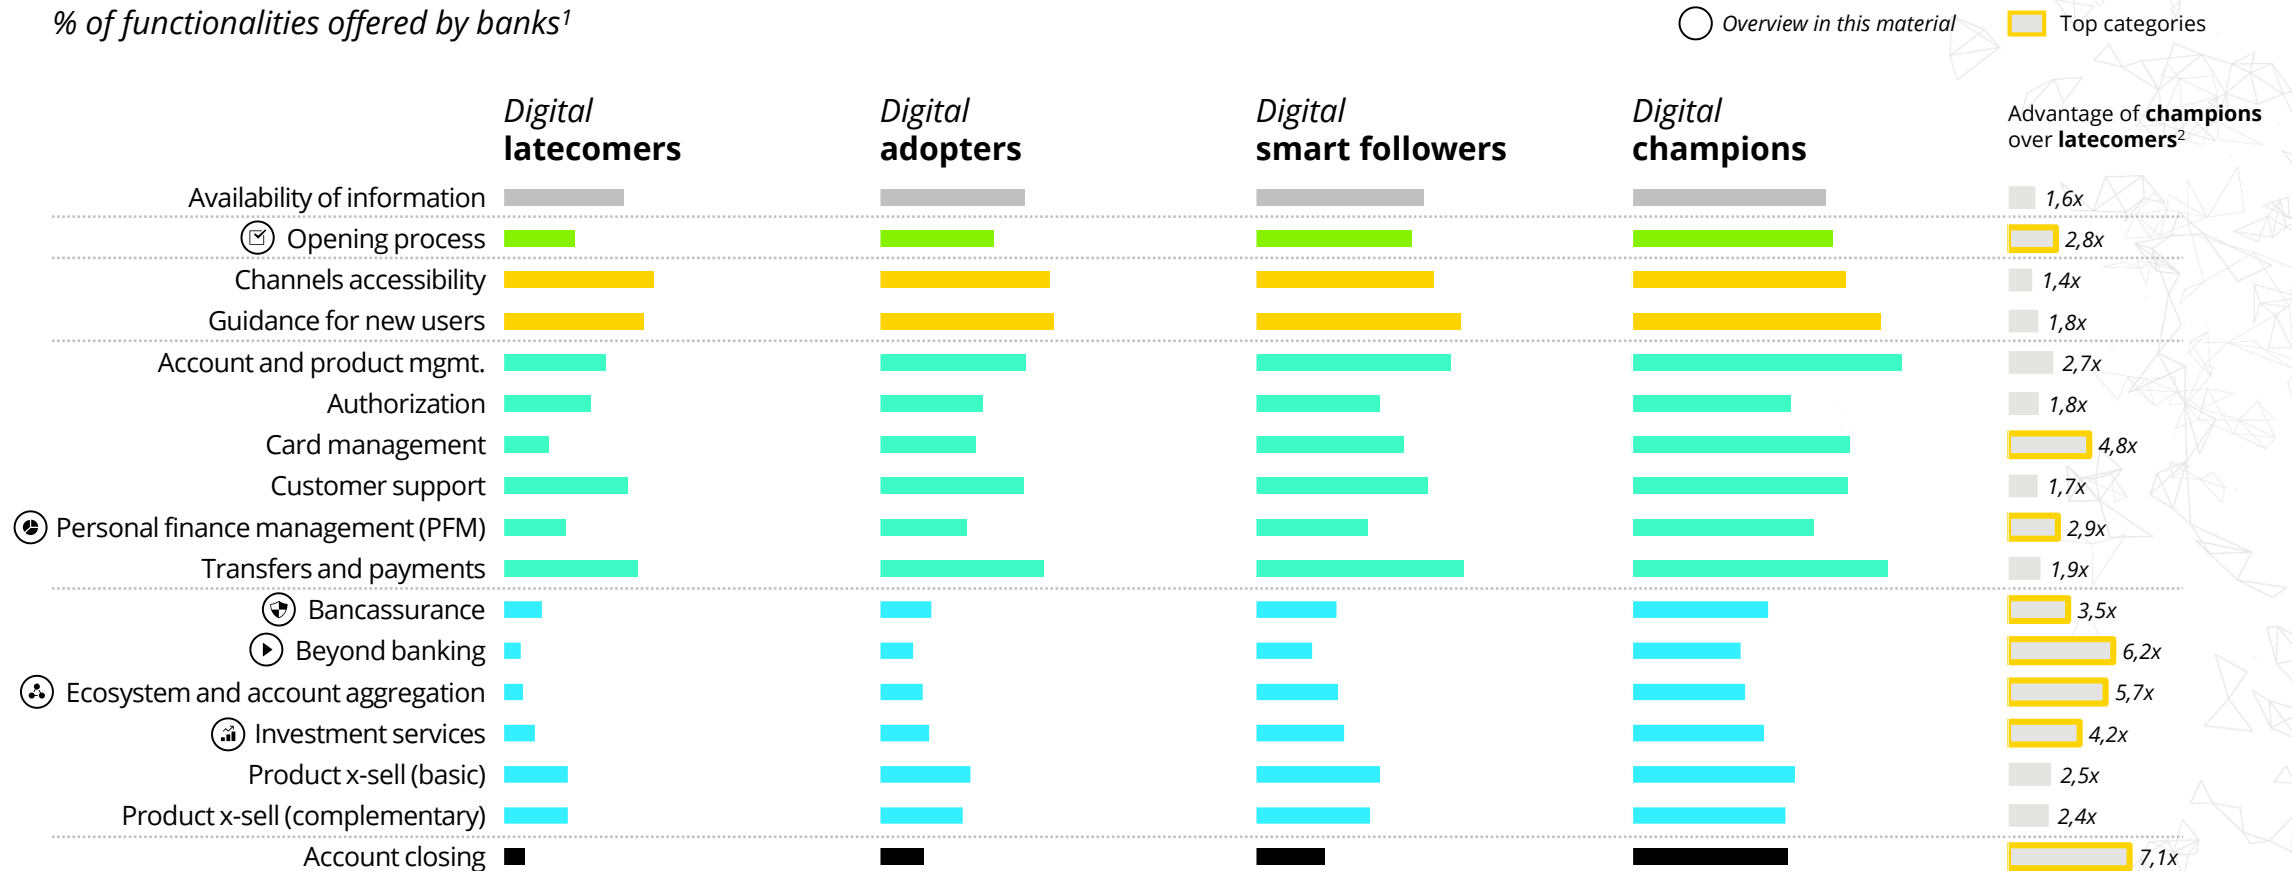 % of functionalities offered by banks1
Overview in this material
Top categories
Digital
latecomers
Digital
adopters
Digital
smart followers
Digital
champions
Advantage of champions
over latecomers2
Availability of information
1,6x
Opening process
2,8x
Channels accessibility
1,4x
Guidance for new users
1,8x
Account and product mgmt.
2,7x
Authorization
1,8x
Card management
4,8x
Customer support
1,7x
Personal finance management (PFM)
2,9x
Transfers and payments
1,9x
Bancassurance
3,5x
Beyond banking
6,2x
Ecosystem and account aggregation
5,7x
Investment services
4,2x
Product x-sell (basic)
2,5x
Product x-sell (complementary)
2,4x
Account closing
7,1x